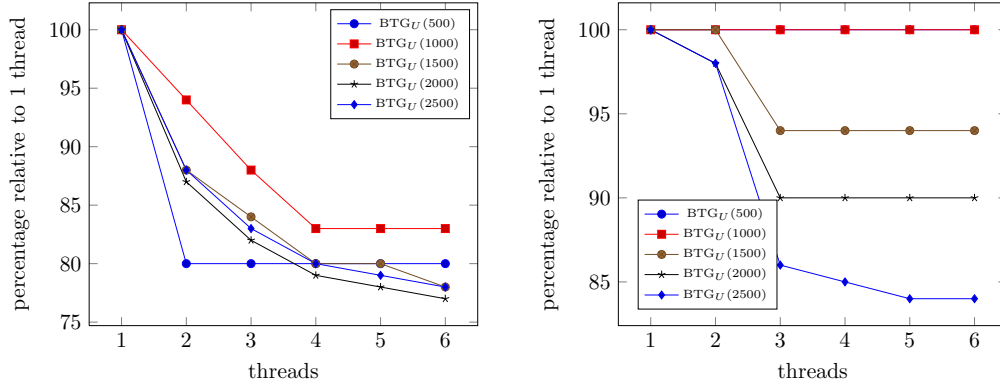 percentage relative to 1 thread
100
95
90
85
80
75
1 2 3 4 5 6
threads
BTG_U(500)
BTG_U(1000)
BTG_U(1500)
BTG_U(2000)
BTG_U(2500)
percentage relative to 1 thread
100
95
90
85
1 2 3 4 5 6
threads
BTG_U(500)
BTG_U(1000)
BTG_U(1500)
BTG_U(2000)
BTG_U(2500)